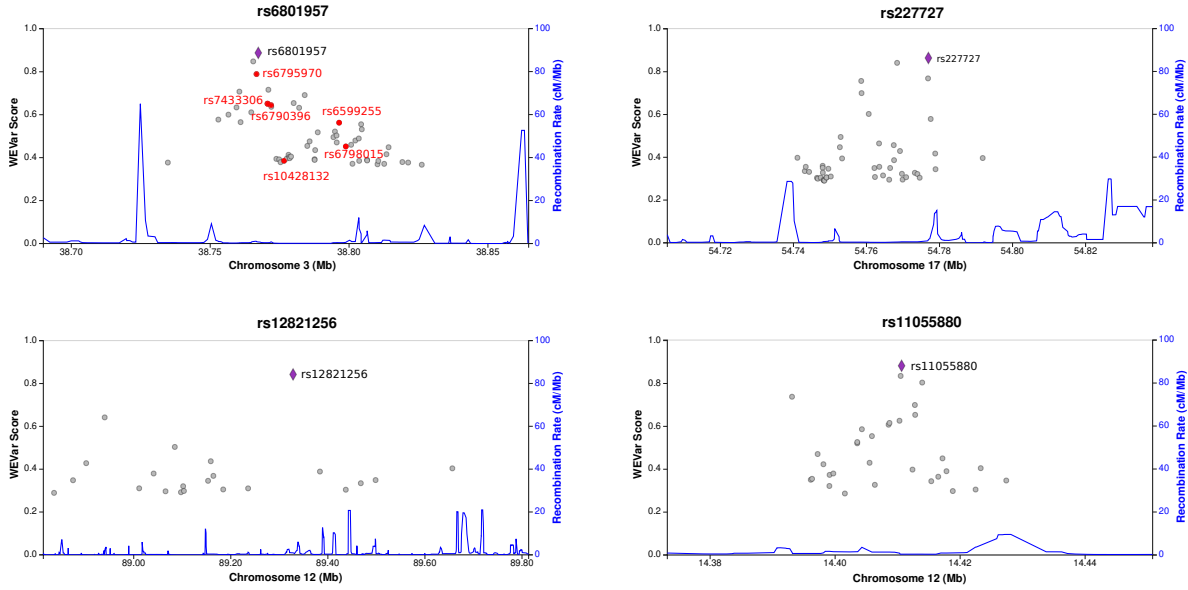 rs6801957
1.0
0.8
0.6
0.4
0.2
0.0
WEVar Score
100
80
60
40
20
0
Recombination Rate (cM/Mb)
rs6801957
rs6795970
rs7433306
rs6790396
rs6599255
rs6798015
rs10428132
38.70
38.75
38.80
38.85
Chromosome 3 (Mb)
rs227727
1.0
0.8
0.6
0.4
0.2
0.0
WEVar Score
100
80
60
40
20
0
Recombination Rate (cM/Mb)
rs227727
54.72
54.74
54.76
54.78
54.80
54.82
Chromosome 17 (Mb)
rs12821256
1.0
0.8
0.6
0.4
0.2
0.0
WEVar Score
100
80
60
40
20
0
Recombination Rate (cM/Mb)
rs12821256
89.00
89.20
89.40
89.60
89.80
Chromosome 12 (Mb)
rs11055880
1.0
0.8
0.6
0.4
0.2
0.0
WEVar Score
100
80
60
40
20
0
Recombination Rate (cM/Mb)
rs11055880
14.38
14.40
14.42
14.44
Chromosome 12 (Mb)